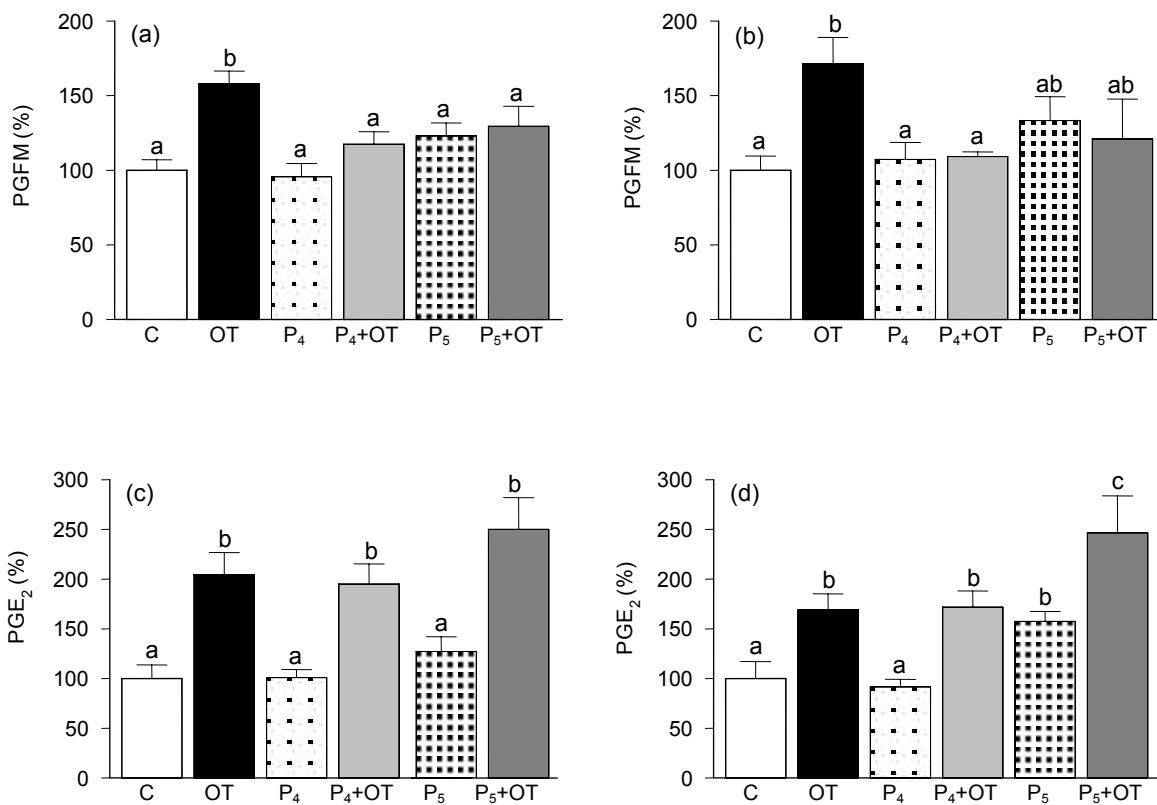 (a)
PGFM (%)
200
150
100
50
0
a
b
a
a
a
a
C OT P₄ P₄+OT P₅ P₅+OT
(b)
PGFM (%)
200
150
100
50
0
a
b
a
a
ab
ab
C OT P₄ P₄+OT P₅ P₅+OT
(c)
PGE₂ (%)
300
250
200
150
100
50
0
a
b
a
b
a
b
C OT P₄ P₄+OT P₅ P₅+OT
(d)
PGE₂ (%)
300
250
200
150
100
50
0
a
b
a
b
b
c
C OT P₄ P₄+OT P₅ P₅+OT